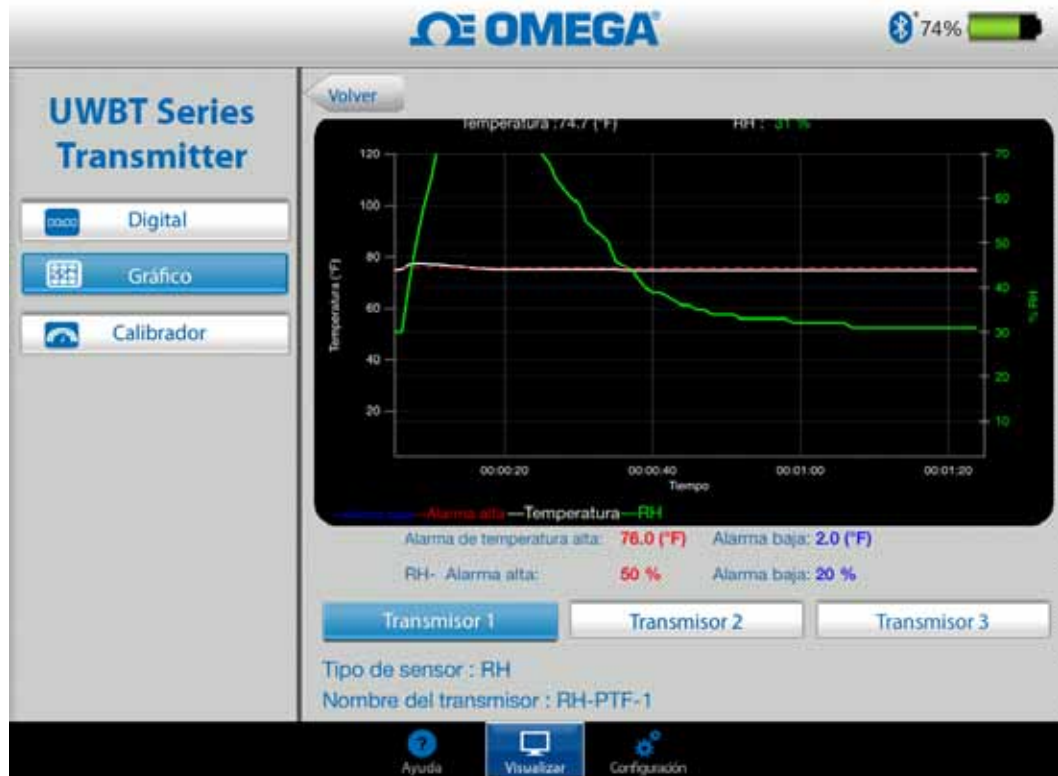 OMEGA
74%
UWBT Series
Transmitter
Digital
Gráfico
Calibrador
Volver
Temperatura :74.7 (°F)
RH : 31 %
120
100
80
60
40
20
Temperatura (°F)
70
60
50
40
30
20
10
% RH
00:00:20
00:00:40
00:01:00
00:01:20
Tiempo
Alarma baja —Alarma alta —Temperatura —RH
Alarma de temperatura alta: 76.0 (°F) Alarma baja: 2.0 (°F)
RH- Alarma alta: 50 % Alarma baja: 20 %
Transmisor 1
Transmisor 2
Transmisor 3
Tipo de sensor : RH
Nombre del transmisor : RH-PTF-1
Ayuda
Visualizar
Configuración